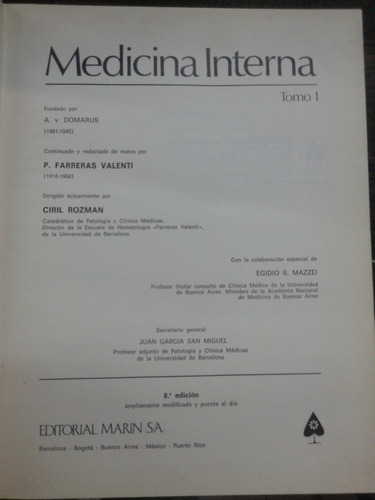 Medicina Interna
Tomo I
Fundado por
A. v. DOMARUS
(1881-1945)
Continuado y redactado de nuevo por
P. FARRERAS VALENTÍ
(1916-1968)
Dirigido actualmente por
CIRIL ROZMAN
Catedrático de Patología y Clínica Médicas.
Director de la Escuela de Hematología «Farreras Valentí»,
de la Universidad de Barcelona
Con la colaboración especial de
EGIDIO S. MAZZEI
Profesor titular consulto de Clínica Médica de la Universidad
de Buenos Aires. Miembro de la Academia Nacional
de Medicina de Buenos Aires
Secretario general
JUAN GARCIA SAN MIGUEL
Profesor adjunto de Patología y Clínica Médicas
de la Universidad de Barcelona
8.ª edición
ampliamente modificada y puesta al día
EDITORIAL MARIN S.A.
Barcelona - Bogotá - Buenos Aires - México - Puerto Rico